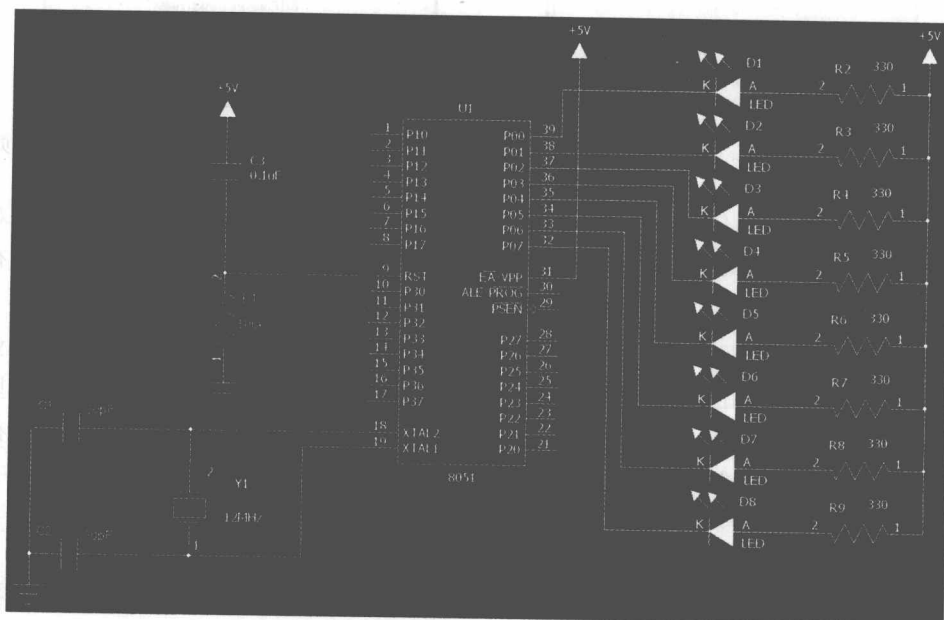 +5V
C3
0.1uF
U1
1 P10
2 P11
3 P12
4 P13
5 P14
6 P15
7 P16
8 P17
9 RST
10 P30
11 P31
12 P32
13 P33
14 P34
15 P35
16 P36
17 P37
18 XTAL2
19 XTAL1
P00 39
P01 38
P02 37
P03 36
P04 35
P05 34
P06 33
P07 32
EA VPP 31
ALE PROG 30
PSEN 29
P27 28
P26 27
P25 26
P24 25
P23 24
P22 23
P21 22
P20 21
8051
1
2
Y1
12MHz
1
+5V
+5V
D1
K A
LED
2 R2 330
D2
K A
LED
2 R3 330 1
D3
K A
LED
2 R4 330 1
D4
K A
LED
2 R5 330 1
D5
K A
LED
2 R6 330 1
D6
K A
LED
2 R7 330 1
D7
K A
LED
2 R8 330 1
D8
K A
LED
2 R9 330 1
1